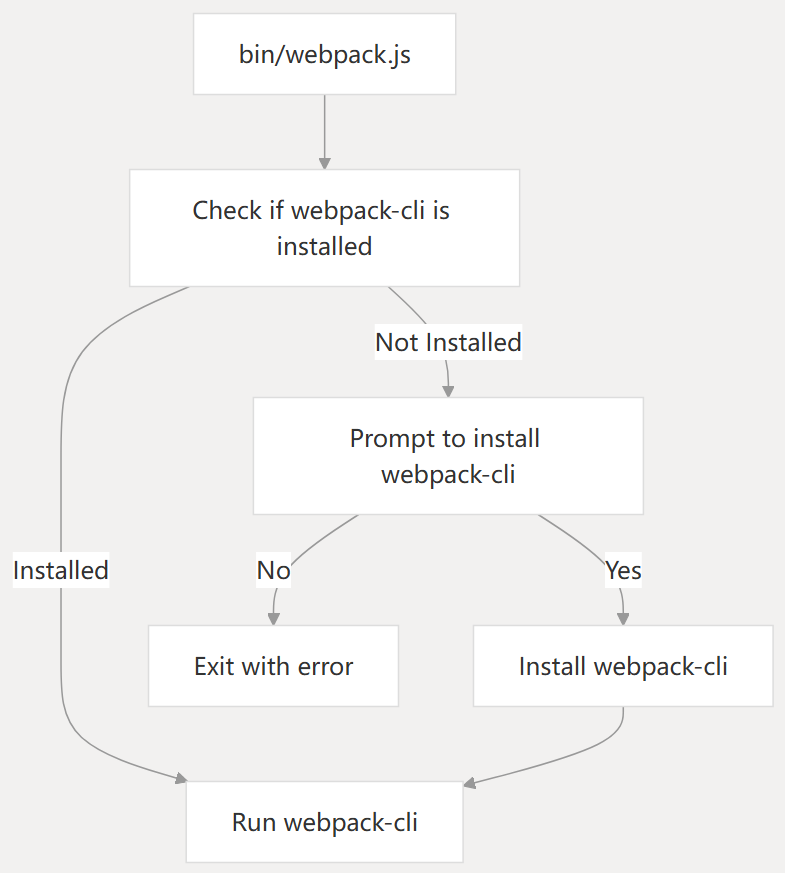 bin/webpack.js
Check if webpack-cli is
installed
Not Installed
Prompt to install
webpack-cli
Installed
No
Yes
Exit with error
Install webpack-cli
Run webpack-cli